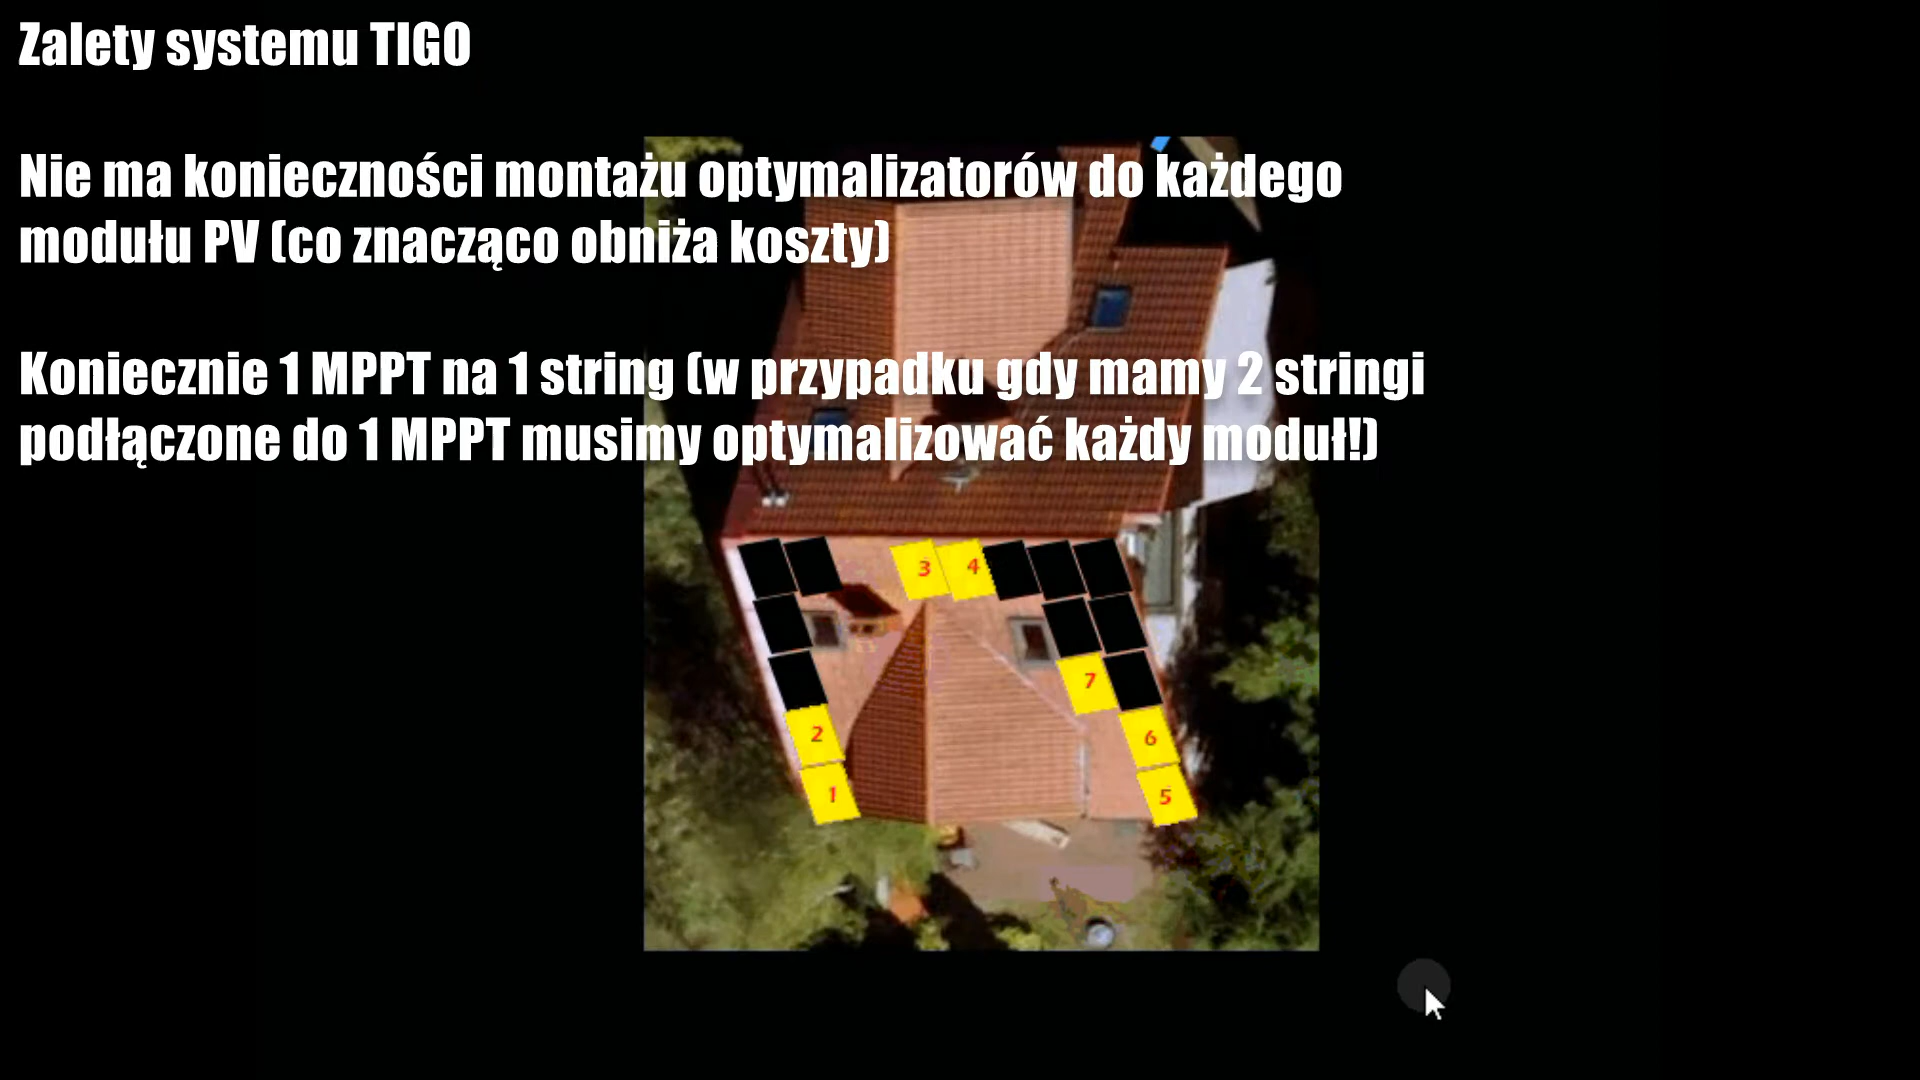 Zalety systemu TIGO
Nie ma konieczności montażu optymalizatorów do każdego
modułu PV (co znacząco obniża koszty)
Koniecznie 1 MPPT na 1 string (w przypadku gdy mamy 2 stringi
podłączone do 1 MPPT musimy optymalizować każdy moduł!)
3 4
7
2 6
1 5